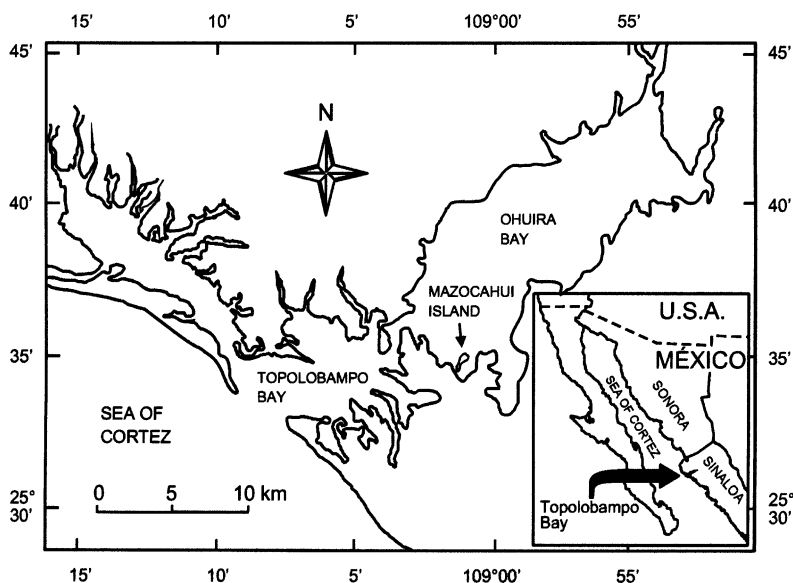 15' 10' 5' 109°00' 55'
45' 45'
N
40' 40'
OHUIRA
BAY
MAZOCAHUI
ISLAND
U.S.A.
MÉXICO
35' 35'
TOPOLOBAMPO
BAY
SEA OF
CORTEZ
SEA OF CORTEZ
SONORA
SINALOA
Topolobampo
Bay
0 5 10 km
25°
30'
25°
30'
15' 10' 5' 109°00' 55'